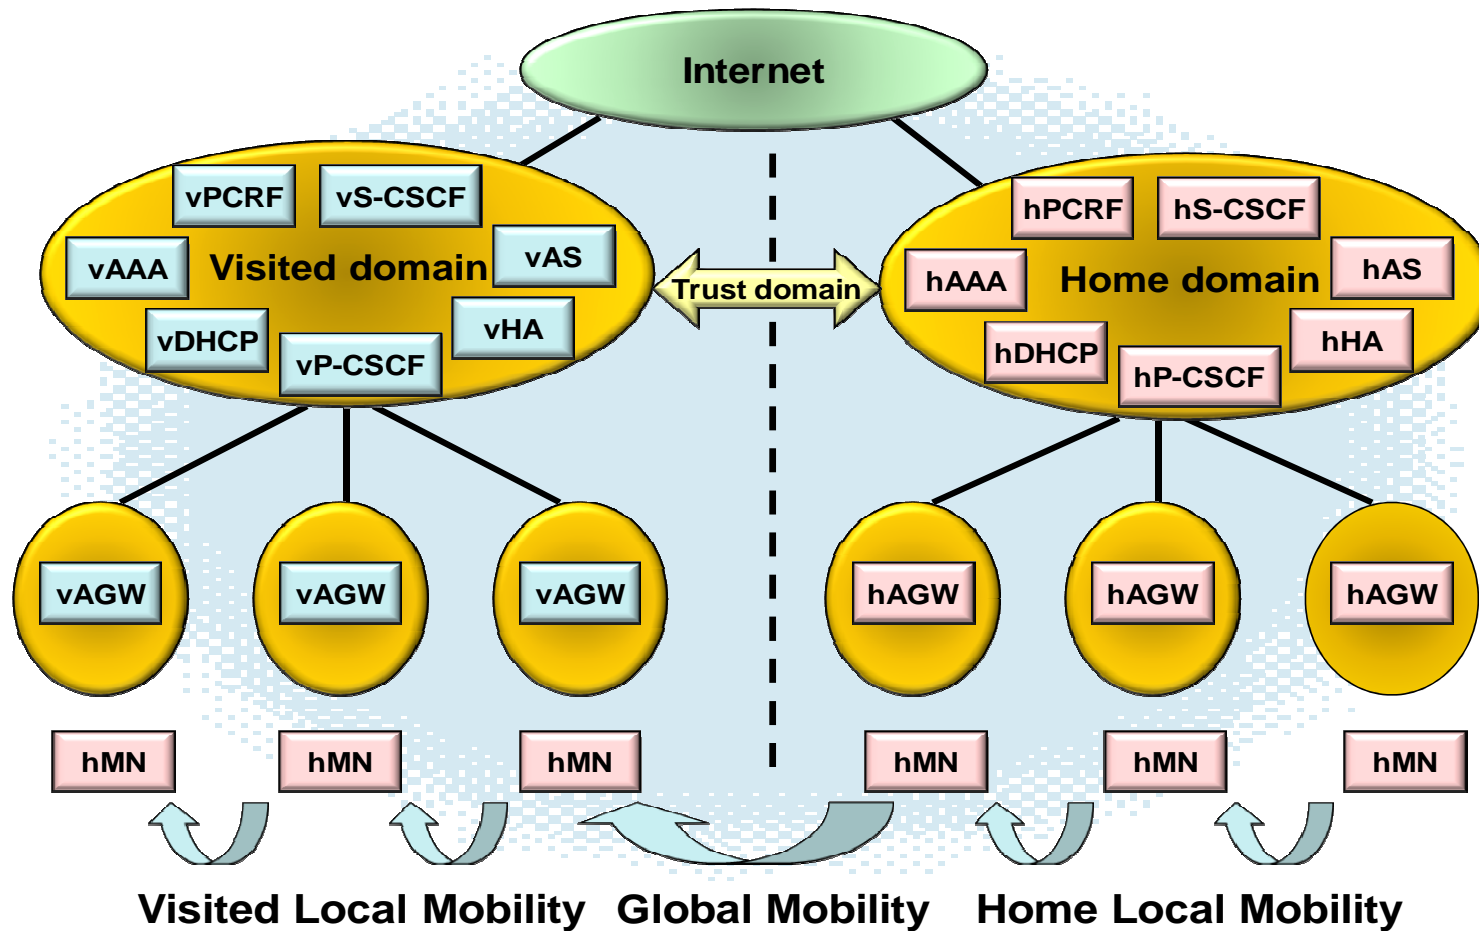 Internet
vPCRF
vS-CSCF
vAAA
Visited domain
vAS
vDHCP
vP-CSCF
vHA
Trust domain
hPCRF
hS-CSCF
hAAA
Home domain
hAS
hDHCP
hP-CSCF
hHA
vAGW
vAGW
vAGW
hAGW
hAGW
hAGW
hMN
hMN
hMN
hMN
hMN
hMN
Visited Local Mobility
Global Mobility
Home Local Mobility